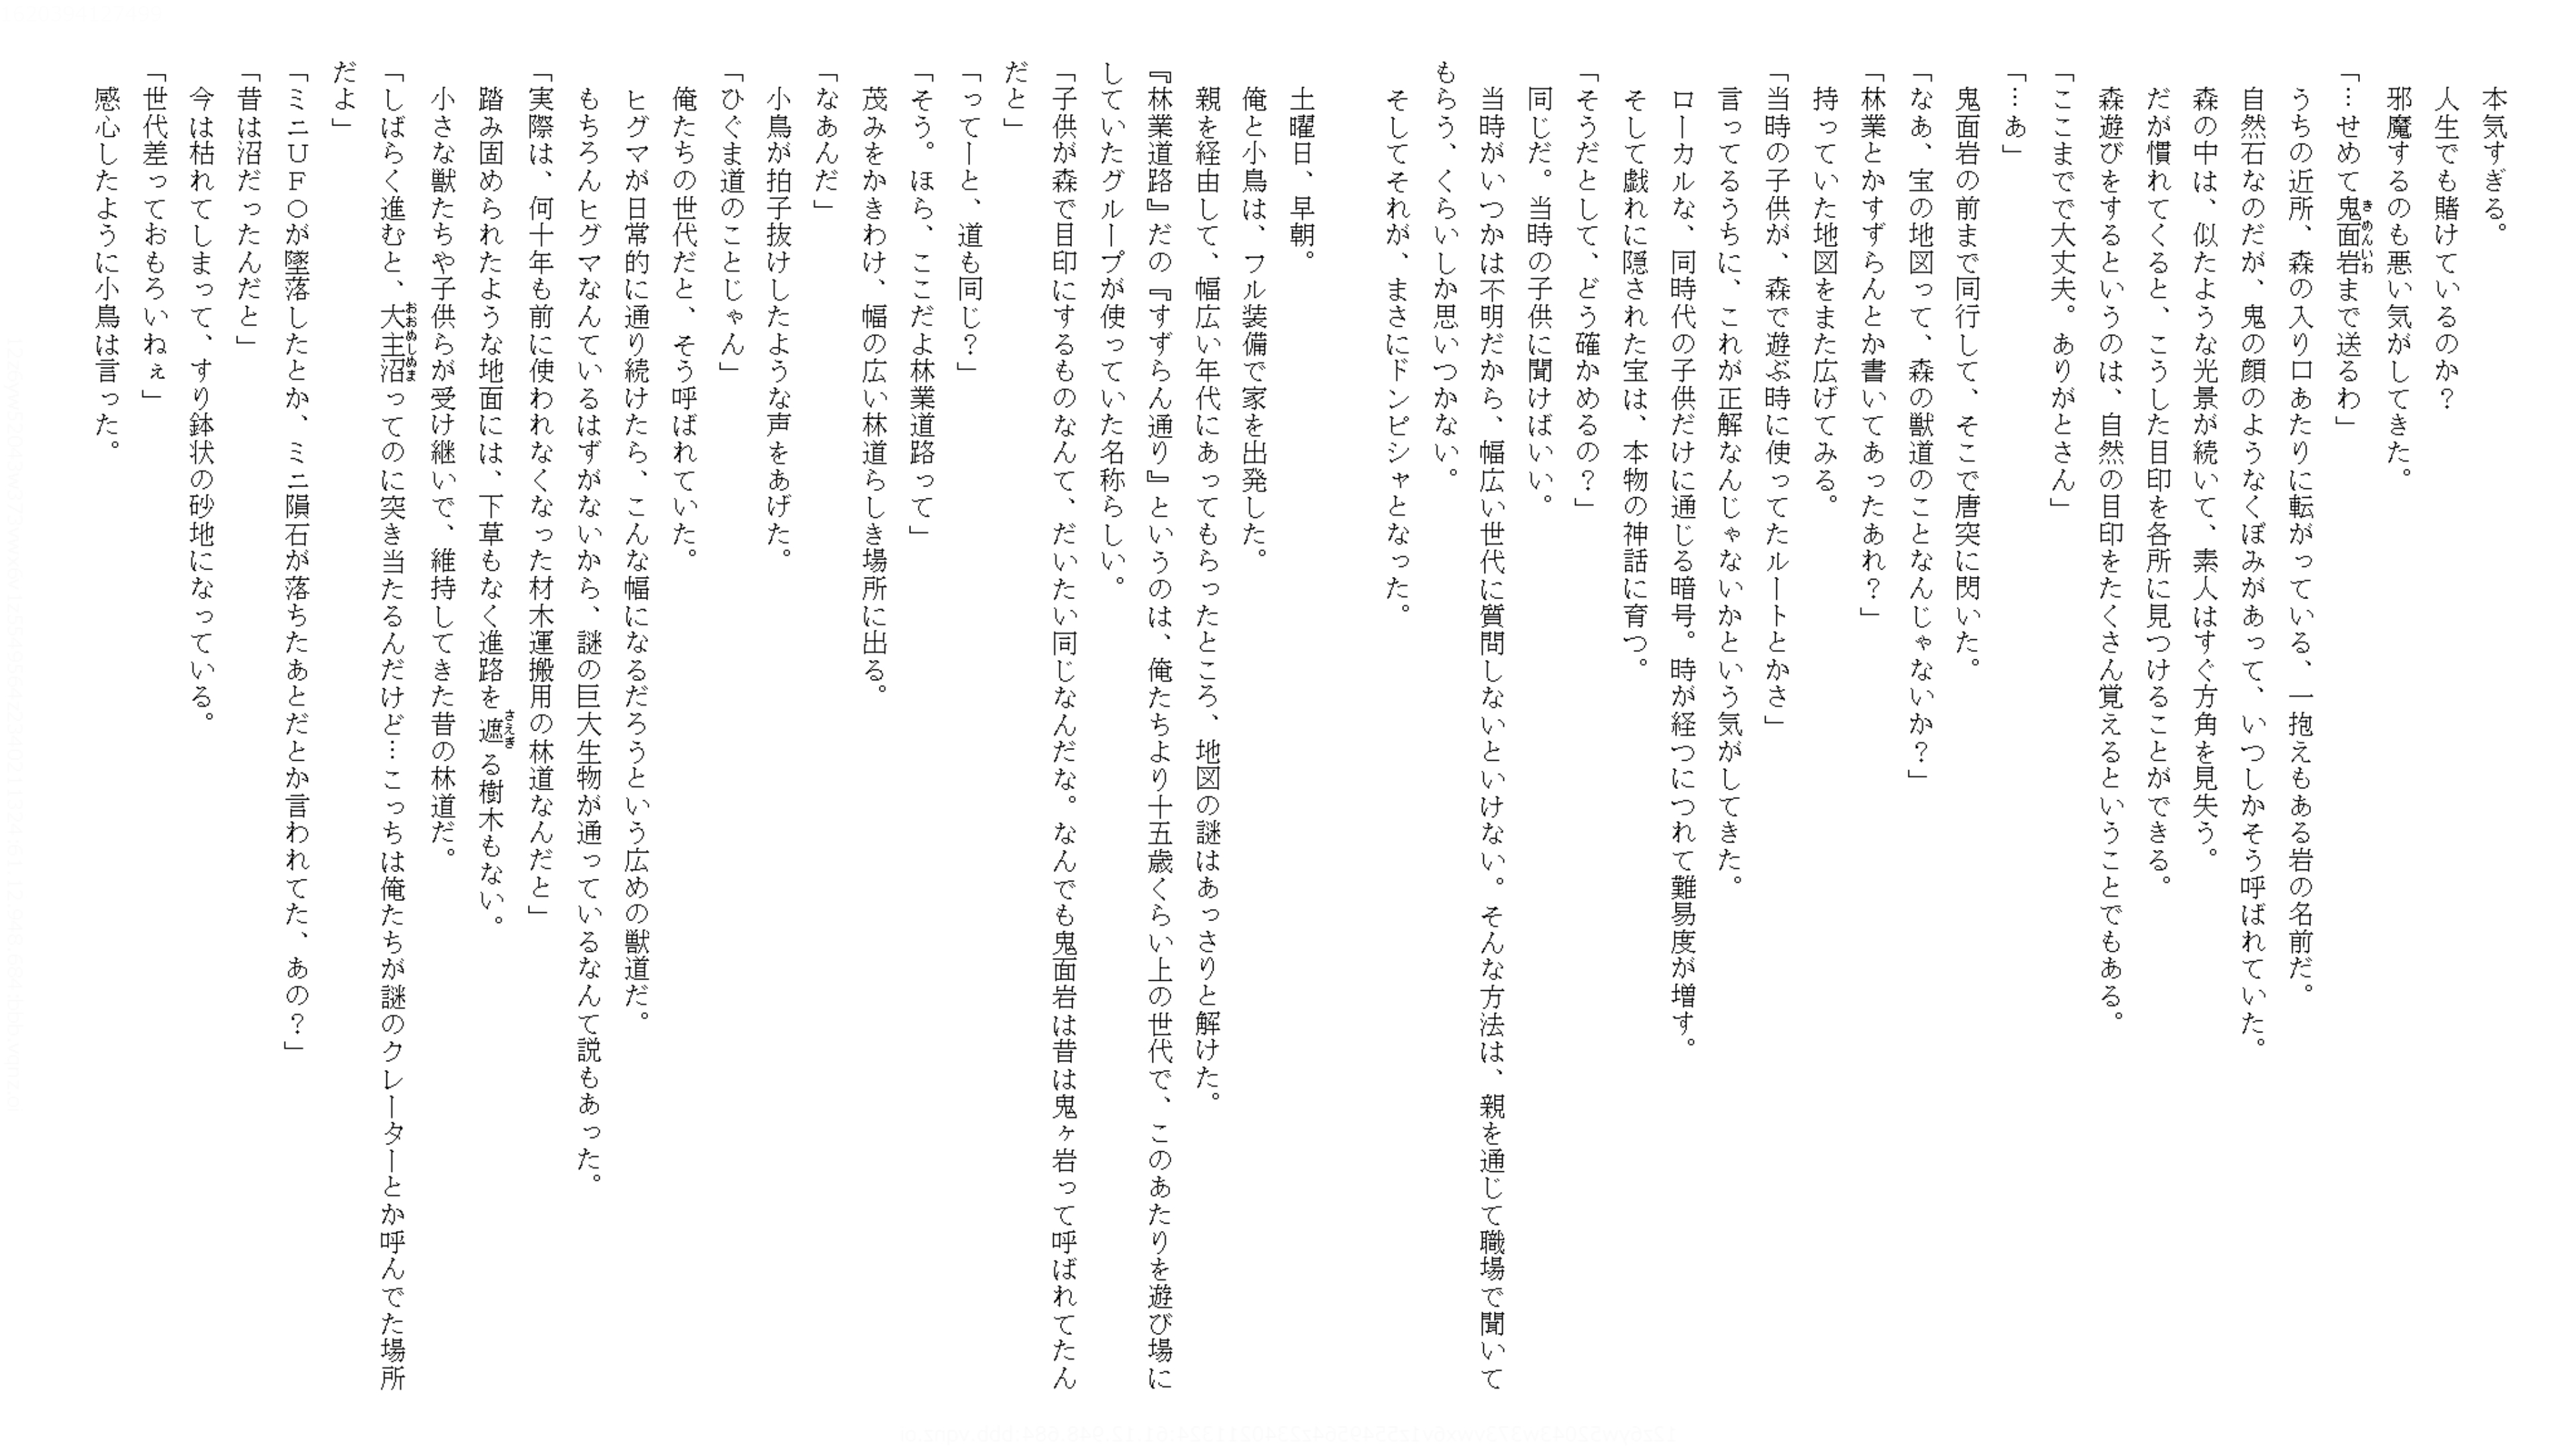 本気すぎる。
人生でも賭けているのか？
邪魔するのも悪い気がしてきた。
「…せめて鬼面岩まで送るわ」
うちの近所、森の入り口あたりに転がっている、一抱えもある岩の名前だ。
自然石なのだが、鬼の顔のようなくぼみがあって、いつしかそう呼ばれていた。
森の中は、似たような光景が続いて、素人はすぐ方角を見失う。
だが慣れてくると、こうした目印を各所に見つけることができる。
森遊びをするというのは、自然の目印をたくさん覚えるということでもある。
「ここまでで大丈夫。ありがとさん」
「…あ」
鬼面岩の前まで同行して、そこで唐突に閃いた。
「なあ、宝の地図って、森の獣道のことなんじゃないか？」
「林業とかすずらんとか書いてあったあれ？」
持っていた地図をまた広げてみる。
「当時の子供が、森で遊ぶ時に使ってたルートとかさ」
言ってるうちに、これが正解なんじゃないかという気がしてきた。
ローカルな、同時代の子供だけに通じる暗号。時が経つにつれて難易度が増す。
そして戯れに隠された宝は、本物の神話に育つ。
「そうだとして、どう確かめるの？」
同じだ。当時の子供に聞けばいい。
当時がいつかは不明だから、幅広い世代に質問しないといけない。そんな方法は、親を通じて職場で聞いて
もらう、くらいしか思いつかない。
そしてそれが、まさにドンピシャとなった。
土曜日、早朝。
俺と小鳥は、フル装備で家を出発した。
親を経由して、幅広い年代にあってもらったところ、地図の謎はあっさりと解けた。
『林業道路』だの『すずらん通り』というのは、俺たちより十五歳くらい上の世代で、このあたりを遊び場に
していたグループが使っていた名称らしい。
「子供が森で目印にするものなんて、だいたい同じなんだな。なんでも鬼面岩は昔は鬼ヶ岩って呼ばれてたん
だと」
「ってーと、道も同じ？」
「そう。ほら、ここだよ林業道路って」
茂みをかきわけ、幅の広い林道らしき場所に出る。
「なあんだ」
小鳥が拍子抜けしたような声をあげた。
「ひぐま道のことじゃん」
俺たちの世代だと、そう呼ばれていた。
ヒグマが日常的に通り続けたら、こんな幅になるだろうという広めの獣道だ。
もちろんヒグマなんているはずがないから、謎の巨大生物が通っているなんて説もあった。
「実際は、何十年も前に使われなくなった材木運搬用の林道なんだと」
踏み固められたような地面には、下草もなく進路を遮る樹木もない。
小さな獣たちや子供らが受け継いで、維持してきた昔の林道だ。
「しばらく進むと、大主沼ってのに突き当たるんだけど…こっちは俺たちが謎のクレーターとか呼んでた場所
だよ」
「ミニＵＦＯが墜落したとか、ミニ隕石が落ちたあとだとか言われてた、あの？」
「昔は沼だったんだと」
今は枯れてしまって、すり鉢状の砂地になっている。
「世代差っておもろいねぇ」
感心したように小鳥は言った。